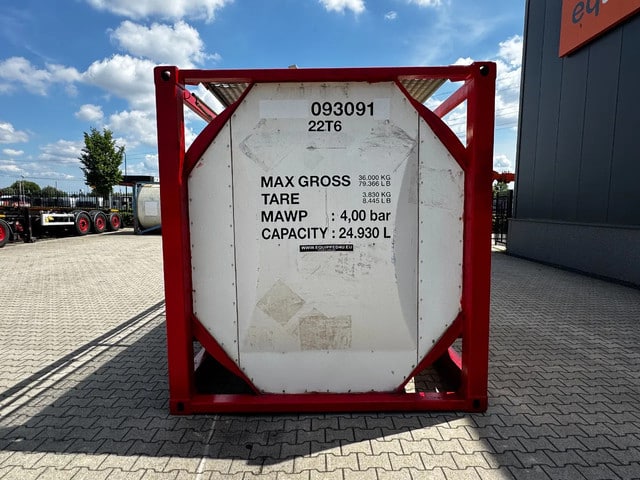 093091
22T6
MAX GROSS 36.000 KG
79.366 LB
TARE 3.830 KG
8.445 LB
MAWP : 4,00 bar
CAPACITY : 24.930 L
WWW.EQUIPPED4U.EU